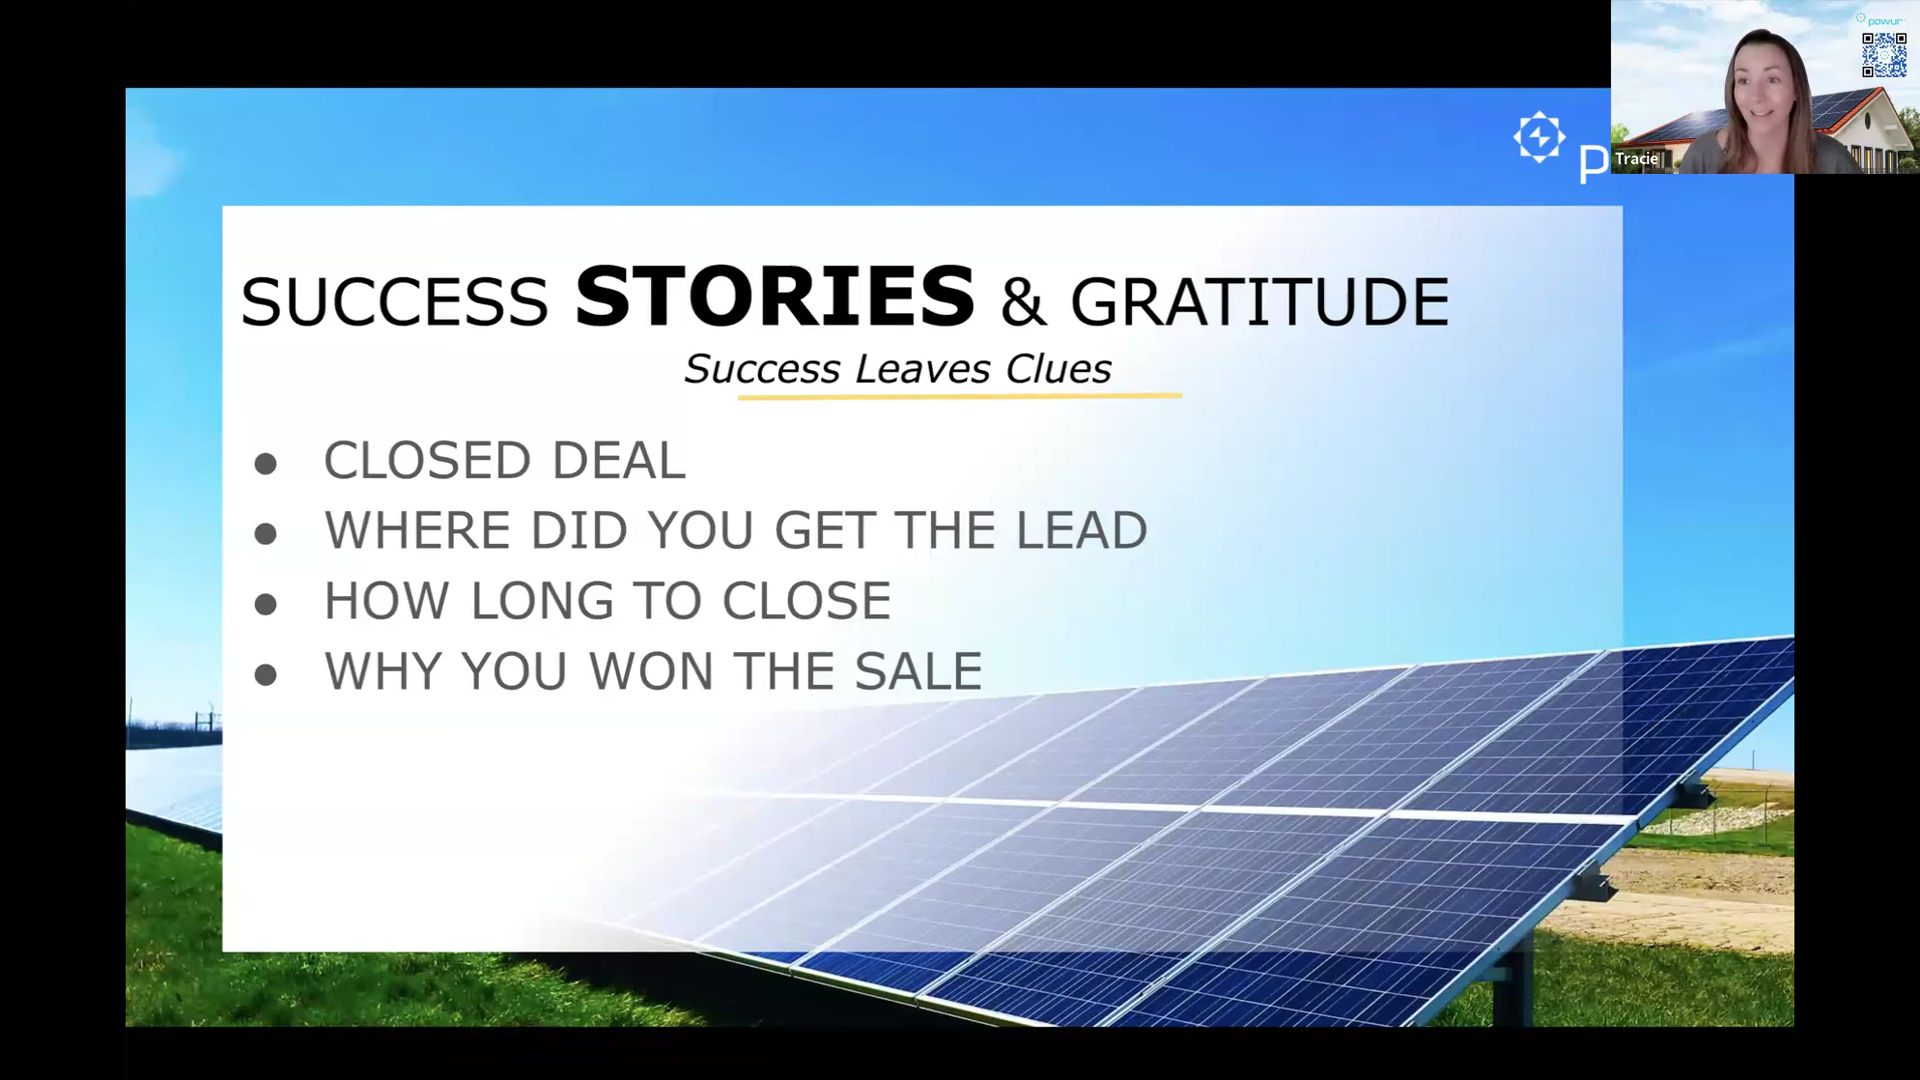 powur
P
Tracie
SUCCESS STORIES & GRATITUDE
Success Leaves Clues
● CLOSED DEAL
● WHERE DID YOU GET THE LEAD
● HOW LONG TO CLOSE
● WHY YOU WON THE SALE